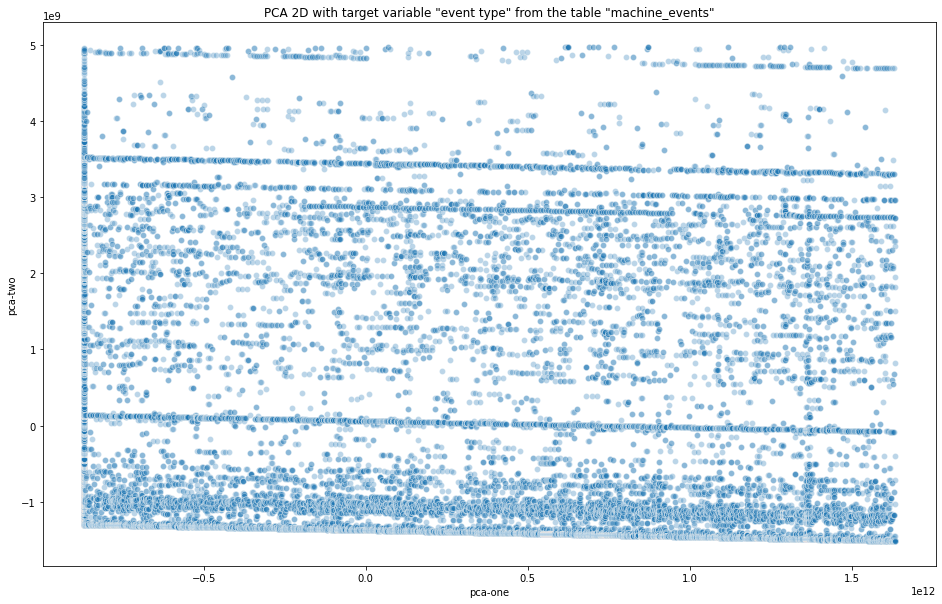 PCA 2D with target variable "event type" from the table "machine_events"
1e9
5
4
3
2
1
0
−1
pca-two
−0.5
0.0
0.5
1.0
1.5
1e12
pca-one